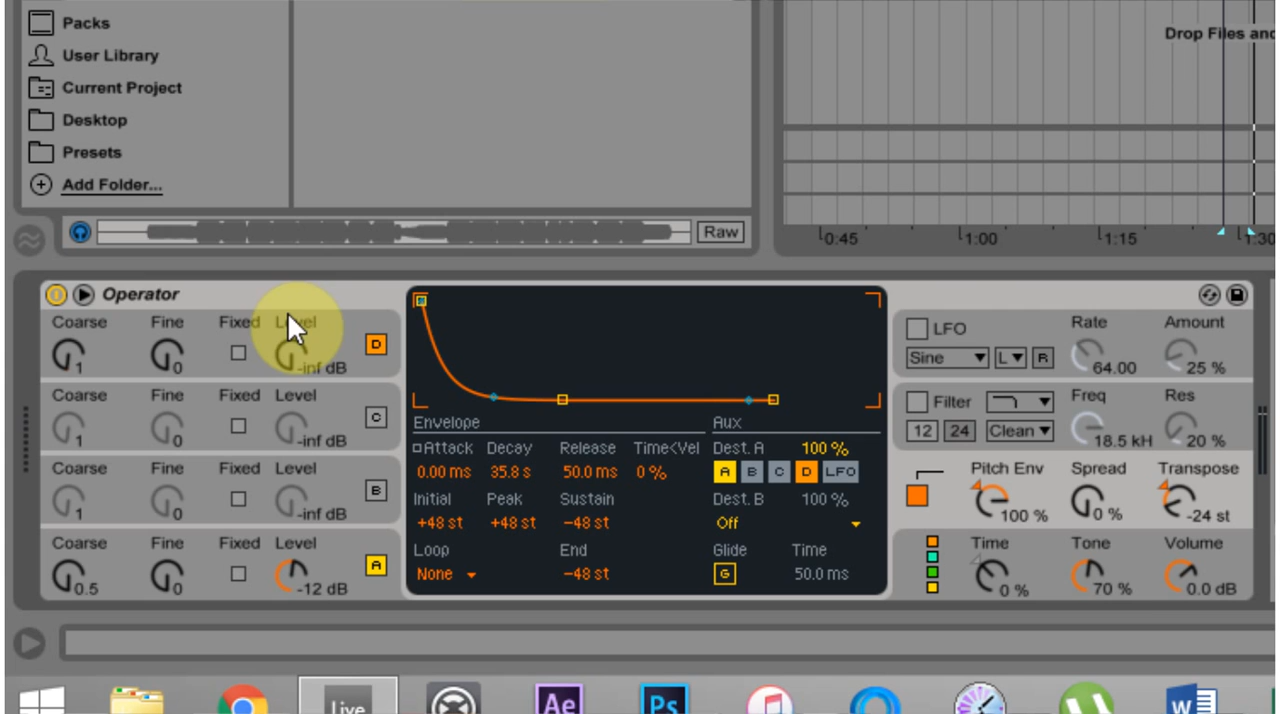 Packs
User Library
Current Project
Desktop
Presets
Add Folder...
Raw
Drop Files and
0:45 1:00 1:15 1:30
Operator
Coarse Fine Fixed Level
1 0 -inf dB D
Coarse Fine Fixed Level
1 0 -inf dB C
Coarse Fine Fixed Level
1 0 -inf dB B
Coarse Fine Fixed Level
0.5 0 -12 dB A
Envelope Aux
Attack Decay Release Time<Vel Dest. A 100 %
0.00 ms 35.8 s 50.0 ms 0 % A B C D LFO
Initial Peak Sustain Dest. B 100 %
+48 st +48 st -48 st Off
Loop End Glide Time
None -48 st G 50.0 ms
LFO Rate Amount
Sine L R 64.00 25 %
Filter Freq Res
12 24 Clean 18.5 kH 20 %
Pitch Env Spread Transpose
100 % 0 % -24 st
Time Tone Volume
0 % 70 % 0.0 dB
Live Ae Ps W